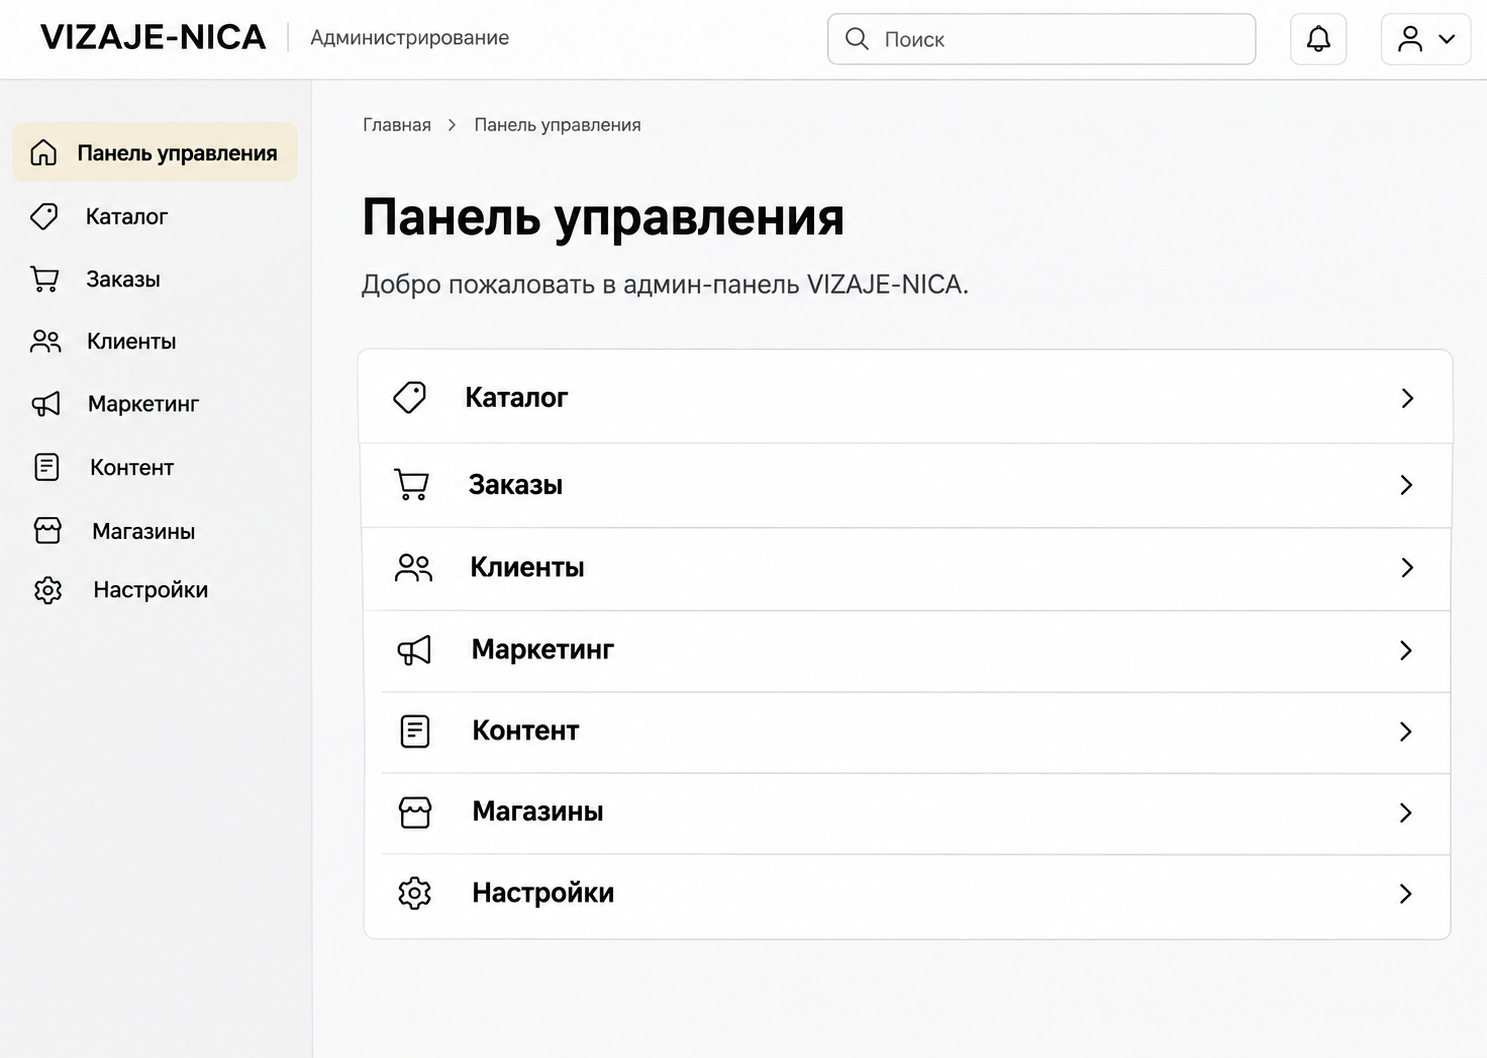 VIZAJE-NICA
Администрирование
Поиск
Панель управления
Каталог
Заказы
Клиенты
Маркетинг
Контент
Магазины
Настройки
Главная
Панель управления
Панель управления
Добро пожаловать в админ-панель VIZAJE-NICA.
Каталог
Заказы
Клиенты
Маркетинг
Контент
Магазины
Настройки